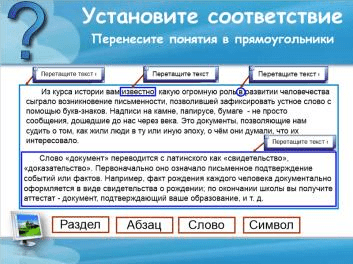 Установите соответствие
Перенесите понятия в прямоугольники
Перетащите текст Перетащите текст Перетащите текст
Из курса истории вам известно какую огромную роль в развитии человечества
сыграло возникновение письменности, позволившей зафиксировать устное слово с
помощью букв-знаков. Надписи на камне, папирусе, бумаге - не просто
сообщения, дошедшие до нас через века. Это документы, позволяющие нам
судить о том, как жили люди в ту или иную эпоху, о чём они думали, что их
интересовало.
Перетащите текст
Слово «документ» переводится с латинского как «свидетельство»,
«доказательство». Первоначально оно означало письменное подтверждение
событий или фактов. Например, факт рождения каждого человека документально
оформляется в виде свидетельства о рождении; по окончании школы вы получите
аттестат - документ, подтверждающий ваше образование, и т. д.
Раздел Абзац Слово Символ